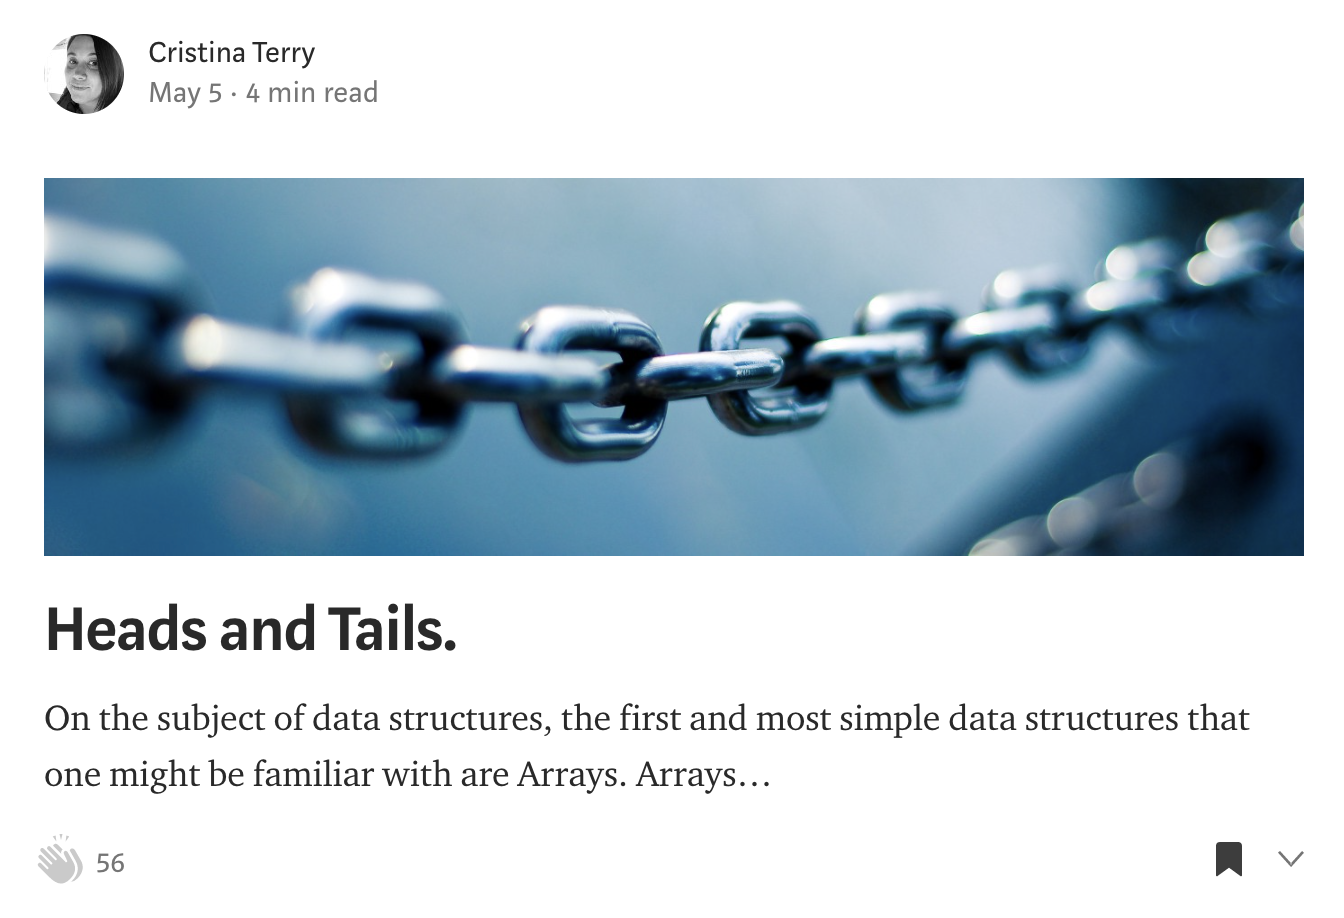 Cristina Terry
May 5 · 4 min read
Heads and Tails.
On the subject of data structures, the first and most simple data structures that
one might be familiar with are Arrays. Arrays…
56